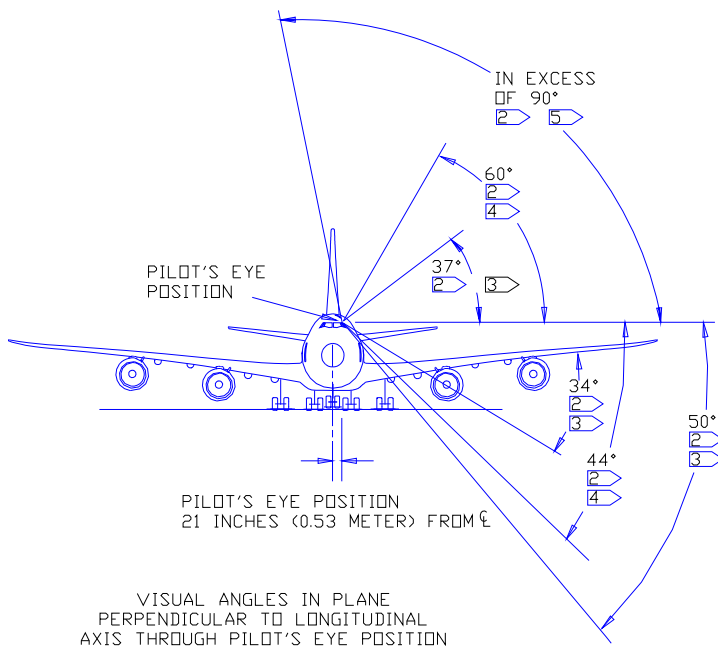 IN EXCESS
OF 90°
2 5
60°
2
4
37°
2 3
PILOT'S EYE
POSITION
34°
2
3
50°
2
3
44°
2
4
PILOT'S EYE POSITION
21 INCHES (0.53 METER) FROM ℄
VISUAL ANGLES IN PLANE
PERPENDICULAR TO LONGITUDINAL
AXIS THROUGH PILOT'S EYE POSITION